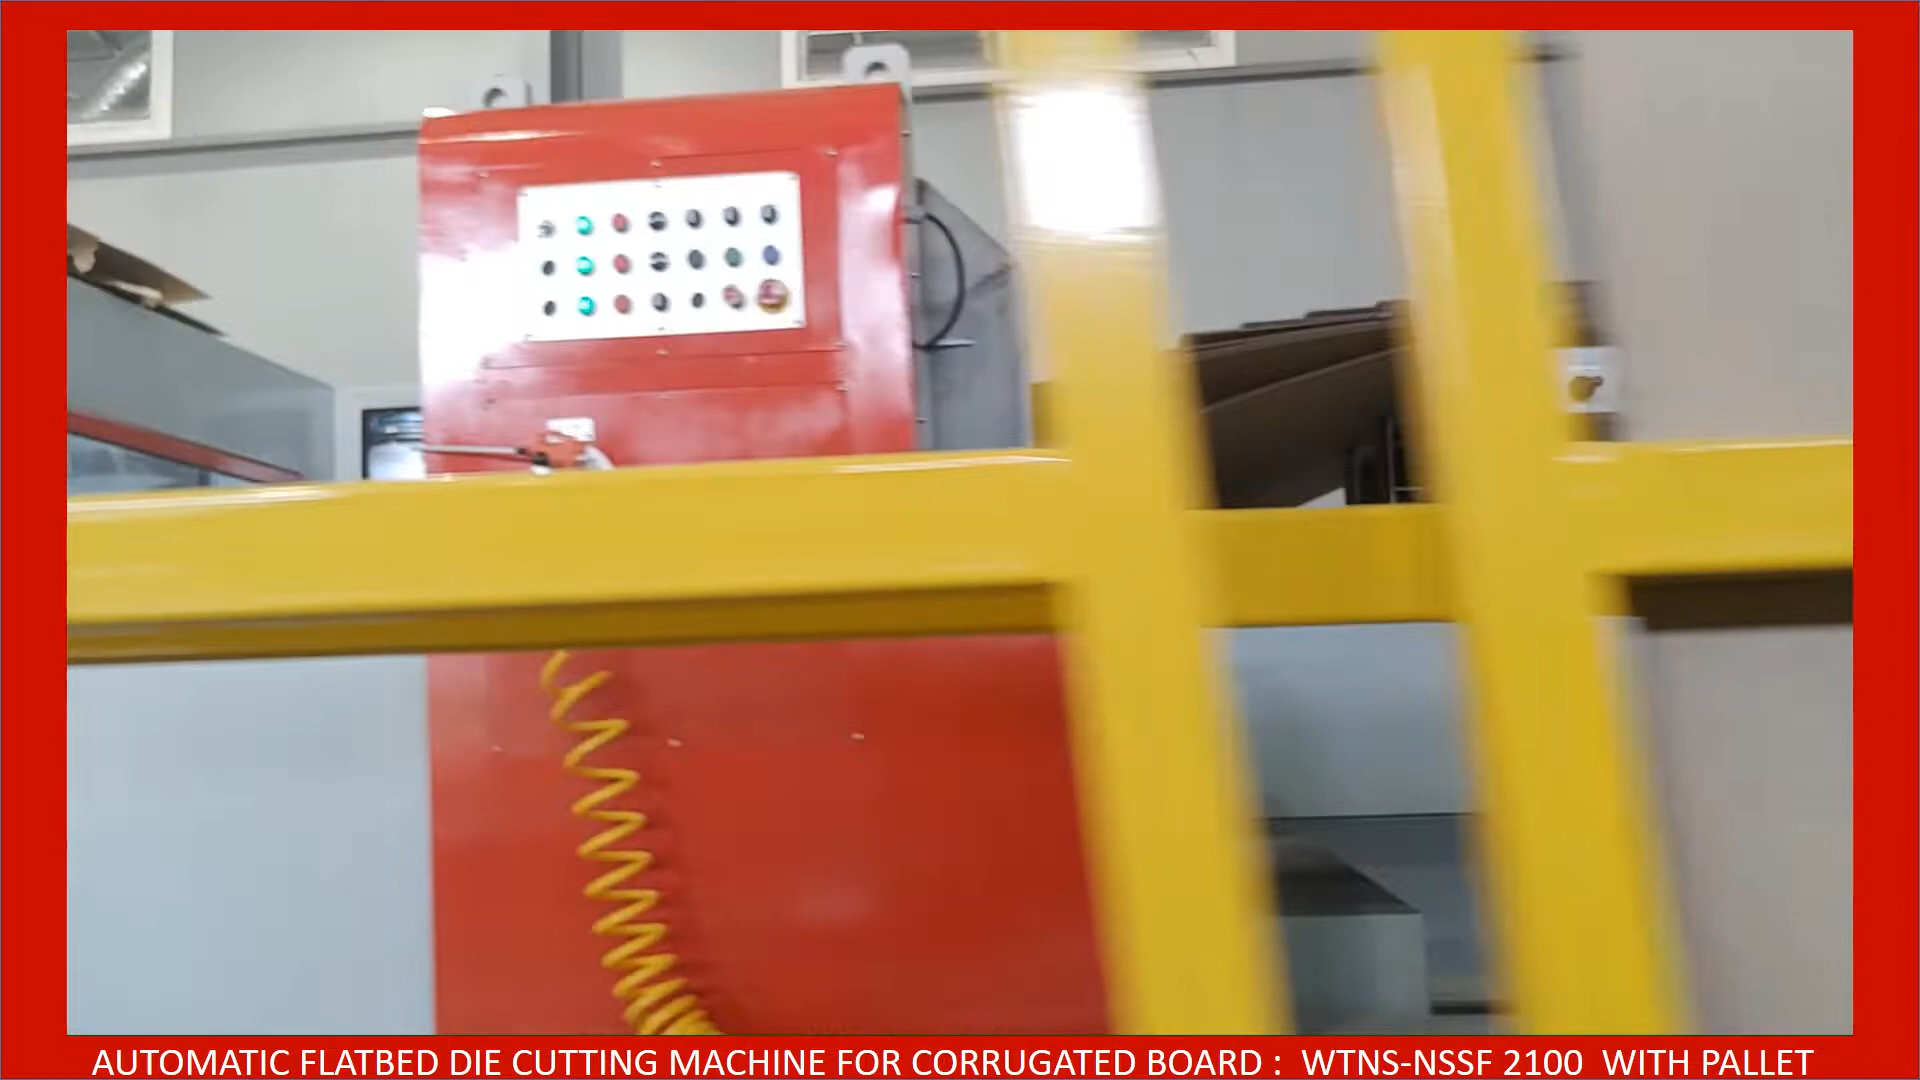 AUTOMATIC FLATBED DIE CUTTING MACHINE FOR CORRUGATED BOARD : WTNS-NSSF 2100 WITH PALLET